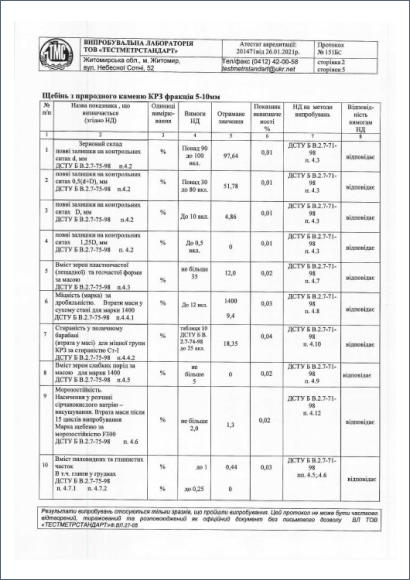 ТМС
ВИПРОБУВАЛЬНА ЛАБОРАТОРІЯ
ТОВ «ТЕСТМЕТРСТАНДАРТ»
Житомирська обл., м. Житомир,
вул. Небесної Сотні, 52
Атестат акредитації:
201471від 26.01.2021р.
Тел/факс (0412) 42-00-58
testmetrstandart@ukr.net
Протокол
№ 151БС
сторінка 2
сторінок 5
Щебінь з природного каменю КРЗ фракція 5-10мм
№ п/п
Назва показника , що визначається (згідно НД)
Одиниці вимірю-вання
Вимоги НД
Отримане значення
Показник невизначеності %
НД на методи випробувань
Відповід-ність вимогам НД
1 2 3 4 5 6 7 8
1
Зерновий склад
повні залишки на контрольних
ситах d, мм
ДСТУ Б В.2.7-75-98 п.4.2
%
Понад 90
до 100
вкл.
97,64
0,01
ДСТУ Б В.2.7-71-
98
п. 4.3
відповідає
2
повні залишки на контрольних
ситах 0,5(d+D), мм
ДСТУ Б В.2.7-75-98 п.4.2
%
Понад 30
до 80 вкл.
51,78
0,01
ДСТУ Б В.2.7-71-
98
п. 4.3
відповідає
3
повні залишки на контрольних
ситах D, мм
ДСТУ Б В.2.7-75-98 п.4.2
%
До 10 вкл.
4,86
0,01
ДСТУ Б В.2.7-71-
98
п. 4.3
відповідає
4
повні залишки на контрольних
ситах 1,25D, мм
ДСТУ Б В.2.7-75-98 п. 4.2
%
До 0,5
вкл.
0
0,01
ДСТУ Б В.2.7-71-
98
п. 4.3
відповідає
5
Вміст зерен пластинчатої
(лещадної) та голчастої форми
за масою
ДСТУ Б В.2.7-75-98 п.4.3
%
не більше
35
12,0
0,02
ДСТУ Б В.2.7-71-
98
п. 4.7
відповідає
6
Міцність (марка) за
дробильністю. Втрати маси у
сухому стані для марки 1400
ДСТУ Б В.2.7-75-98 п.4.4.1
%
До 12 вкл.
1400
9,4
0,03
ДСТУ Б В.2.7-71-
98
п. 4.8
відповідає
7
Стираність у поличному
барабані
(втрата у масі) для міцної групи
КРЗ за стираністю Ст-І
ДСТУ Б В.2.7-75-98 п.4.4.2
%
таблиця 10
ДСТУ Б В.
2.7-74-98
до 25 вкл.
18,35
0,04
ДСТУ Б В.2.7-71-
98
п. 4.10
відповідає
8
Вміст зерен слабких порід за
масою для марки 1400
ДСТУ Б В.2.7-75-98 п.4.5
%
не
більше
5
0
0,02
ДСТУ Б В.2.7-71-
98
п. 4.9
відповідає
9
Морозостійкість.
Насичення у розчині
сірчанокислого натрію –
висушування. Втрата маси після
15 циклів випробування
Марка щебеню за
морозостійкістю F300
ДСТУ Б В.2.7-75-98 п. 4.6
%
не більше
2,0
1,3
0,02
ДСТУ Б В.2.7-71-
98
п. 4.12
відповідає
10
Вміст пиловидних та глинистих
часток
В т.ч. глини у грудках
ДСТУ Б В.2.7-75-98
п. 4.7.1 п. 4.7.2
%
%
до 1
до 0,25
0,44
0
0,03
ДСТУ Б В.2.7-71-
98
пп. 4.5;.4.6
відповідає
Результати випробувань стосуються тільки зразків, що пройшли випробування. Цей протокол не може бути частково
відтворений, тиражований та розповсюджений як офіційний документ без письмового дозволу ВЛ ТОВ
«ТЕСТМЕТРСТАНДАРТ»Ф.ВЛ.27-05